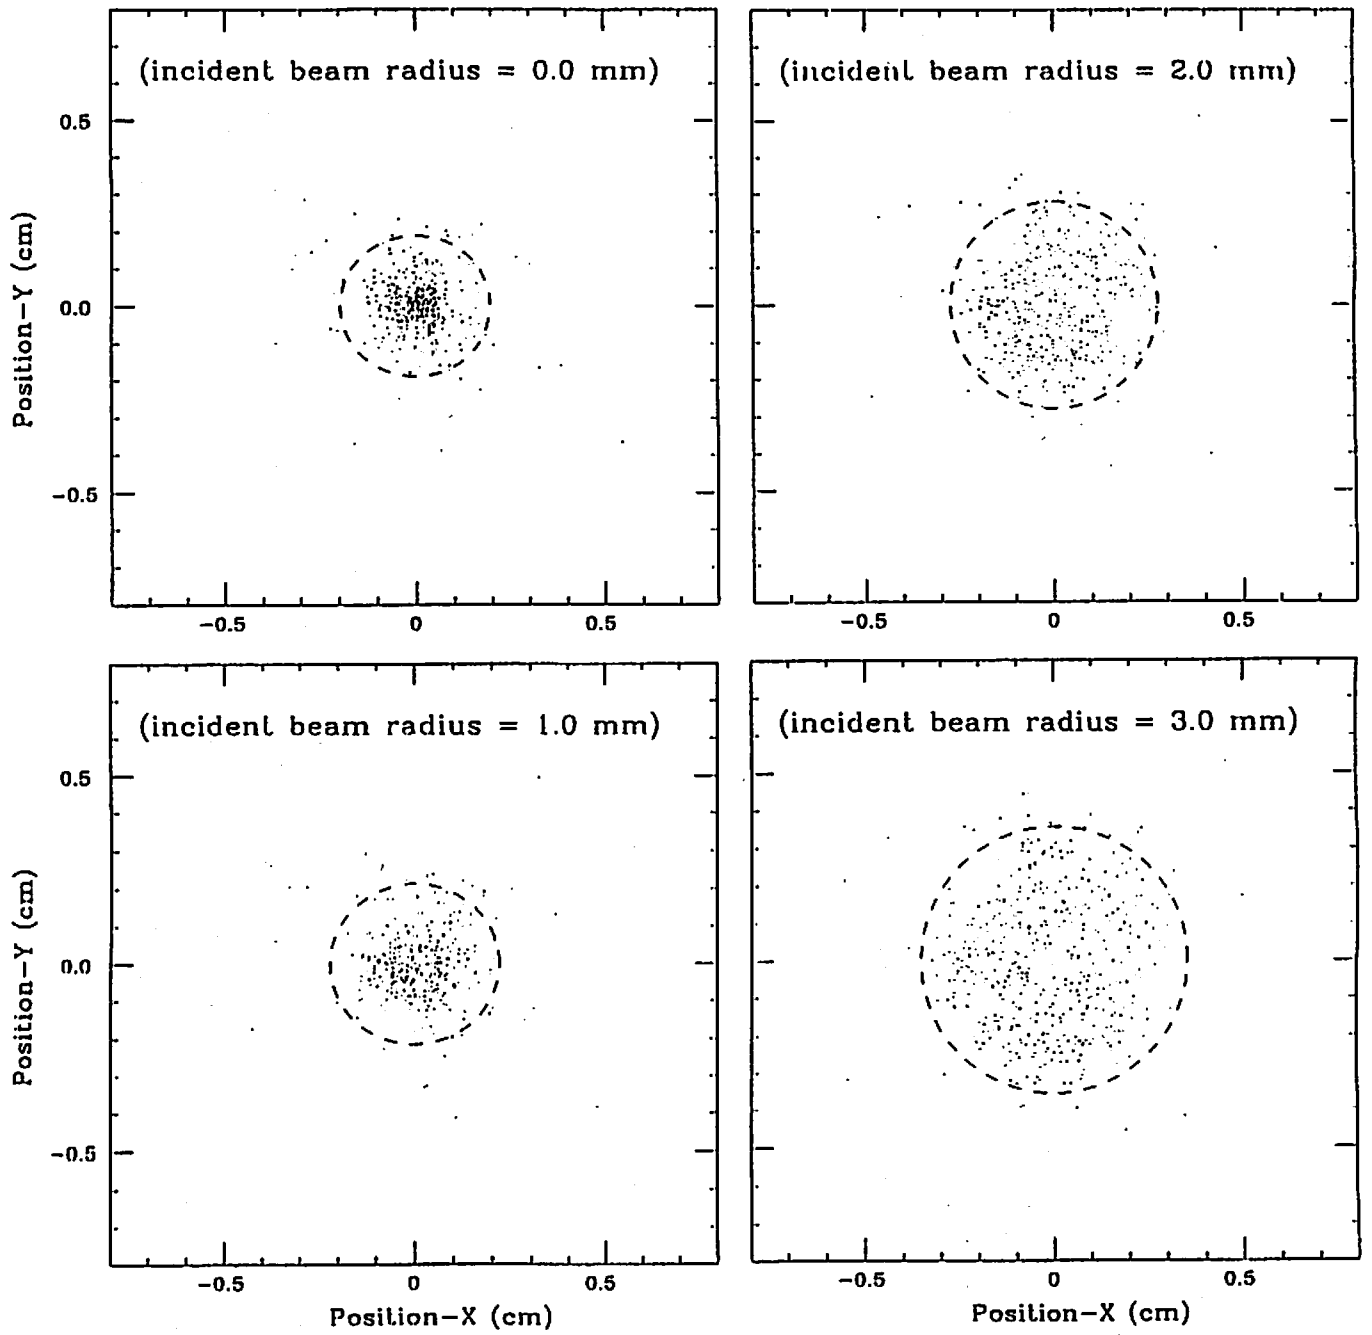 (incident beam radius = 0.0 mm)
0.5
0.0
-0.5
Position-Y (cm)
-0.5 0 0.5
(incident beam radius = 2.0 mm)
-0.5 0 0.5
(incident beam radius = 1.0 mm)
0.5
0.0
-0.5
Position-Y (cm)
-0.5 0 0.5
Position-X (cm)
(incident beam radius = 3.0 mm)
-0.5 0 0.5
Position-X (cm)